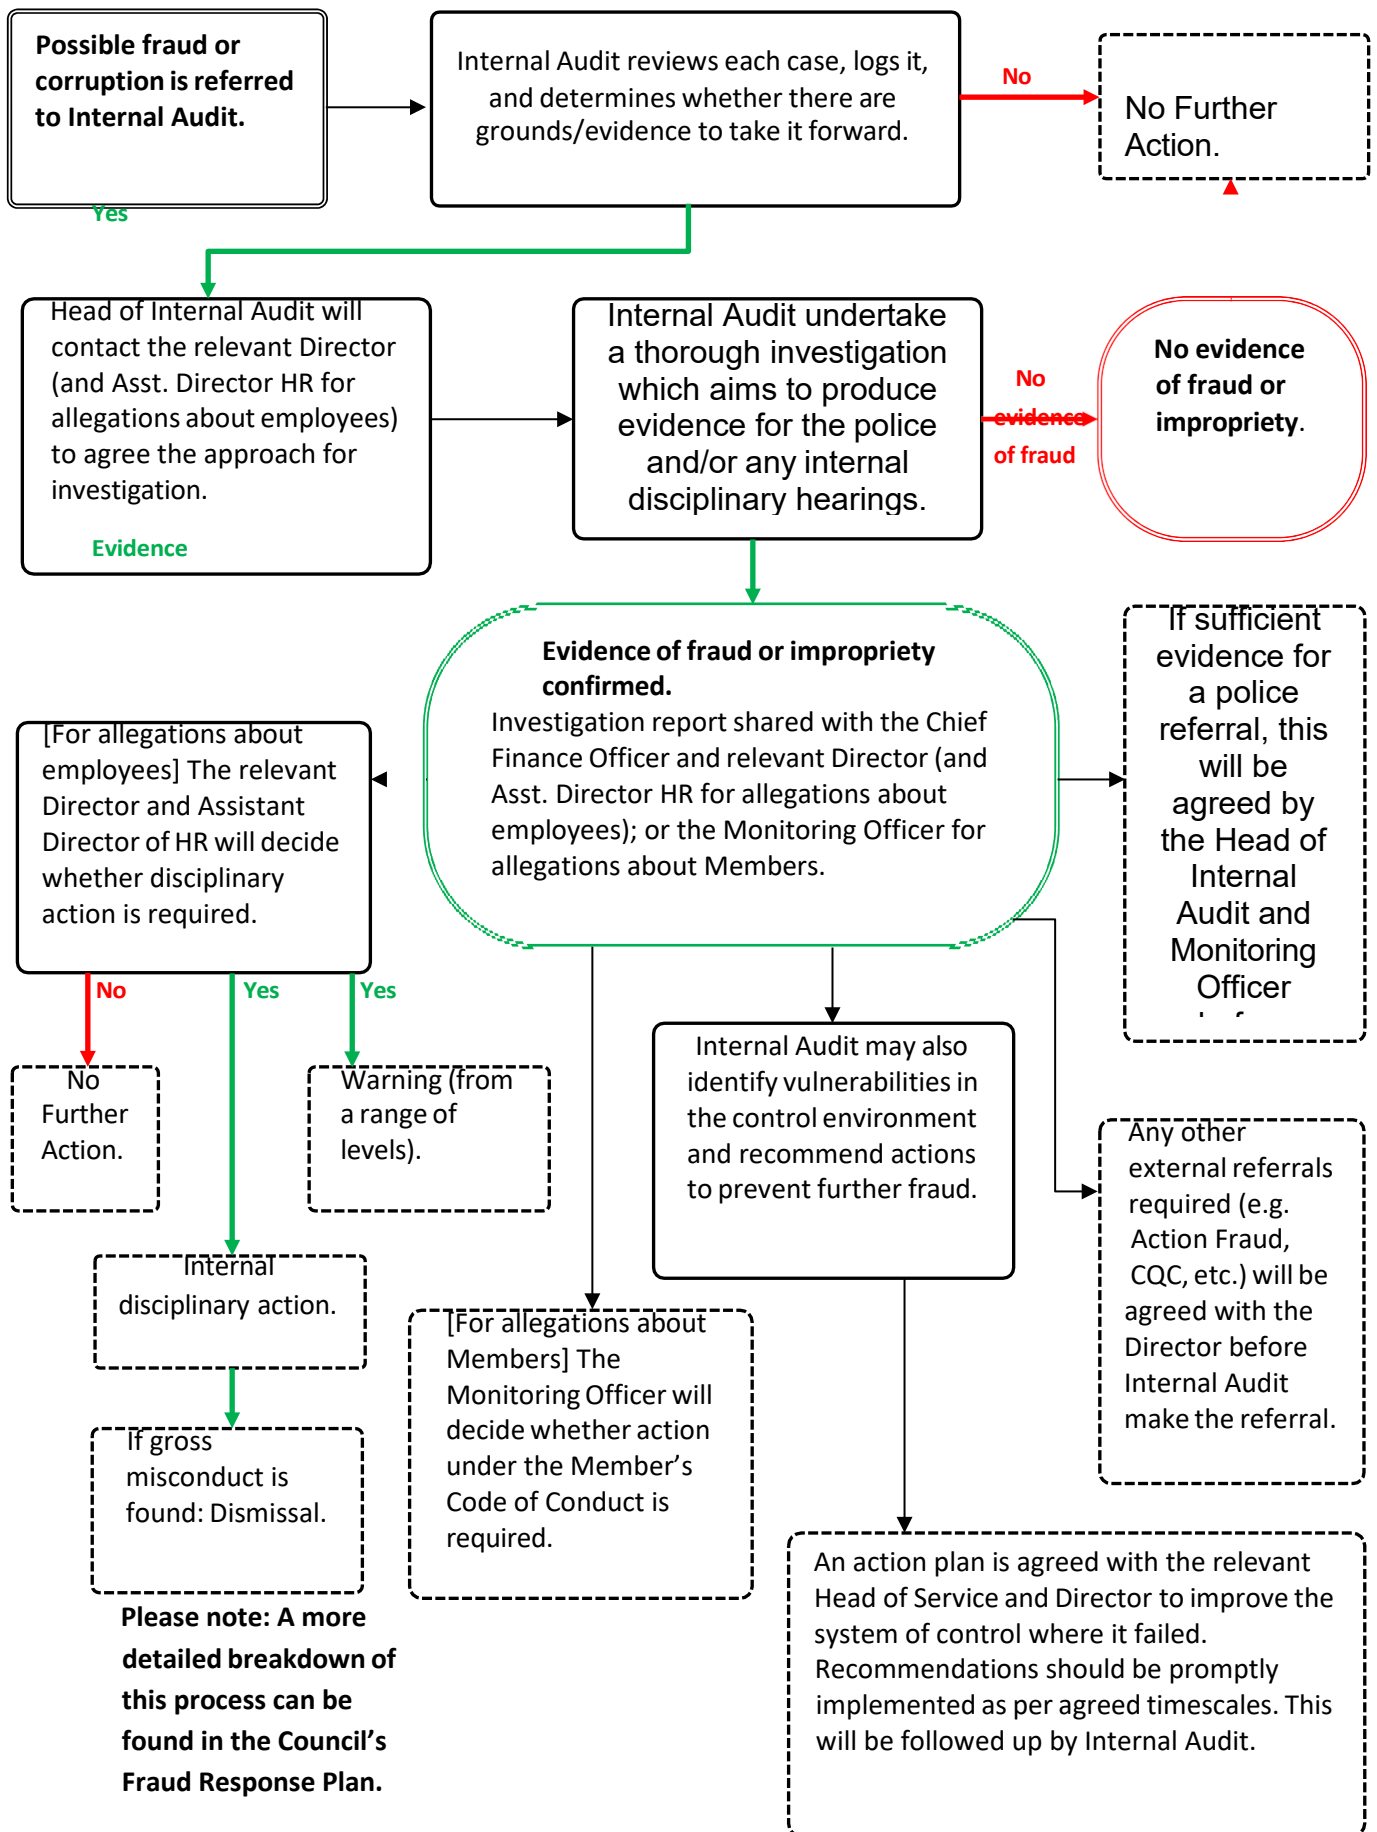 Possible fraud or
corruption is referred
to Internal Audit.
Internal Audit reviews each case, logs it,
and determines whether there are
grounds/evidence to take it forward.
No
No Further
Action.
Yes
Head of Internal Audit will
contact the relevant Director
(and Asst. Director HR for
allegations about employees)
to agree the approach for
investigation.
Evidence
Internal Audit undertake
a thorough investigation
which aims to produce
evidence for the police
and/or any internal
disciplinary hearings.
No
evidence
of fraud
No evidence
of fraud or
impropriety.
Evidence of fraud or impropriety
confirmed.
Investigation report shared with the Chief
Finance Officer and relevant Director (and
Asst. Director HR for allegations about
employees); or the Monitoring Officer for
allegations about Members.
If sufficient
evidence for
a police
referral, this
will be
agreed by
the Head of
Internal
Audit and
Monitoring
Officer
[For allegations about
employees] The relevant
Director and Assistant
Director of HR will decide
whether disciplinary
action is required.
No
Yes
Yes
No
Further
Action.
Warning (from
a range of
levels).
Internal
disciplinary action.
If gross
misconduct is
found: Dismissal.
[For allegations about
Members] The
Monitoring Officer will
decide whether action
under the Member's
Code of Conduct is
required.
Internal Audit may also
identify vulnerabilities in
the control environment
and recommend actions
to prevent further fraud.
Any other
external referrals
required (e.g.
Action Fraud,
CQC, etc.) will be
agreed with the
Director before
Internal Audit
make the referral.
An action plan is agreed with the relevant
Head of Service and Director to improve the
system of control where it failed.
Recommendations should be promptly
implemented as per agreed timescales. This
will be followed up by Internal Audit.
Please note: A more
detailed breakdown of
this process can be
found in the Council's
Fraud Response Plan.